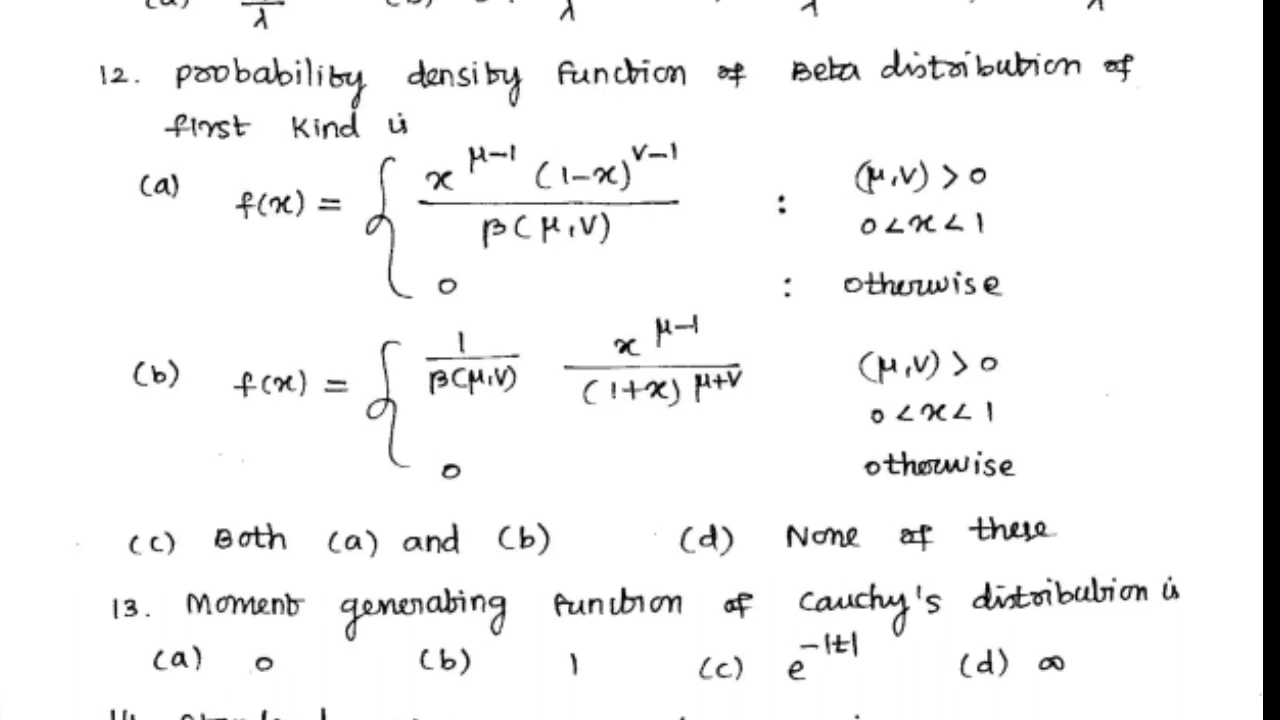 12. probability density function of Beta distribution of
first kind is
(a) f(x) = { x^{μ-1} (1-x)^{ν-1} / β(μ,ν) : (μ,ν) > 0
0<x<1
0 : otherwise
(b) f(x) = { 1/β(μ,ν) x^{μ-1} / (1+x)^{μ+ν} (μ,ν) > 0
0<x<1
0 otherwise
(c) Both (a) and (b) (d) None of these
13. Moment generating function of Cauchy's distribution is
(a) 0 (b) 1 (c) e^{-|t|} (d) ∞